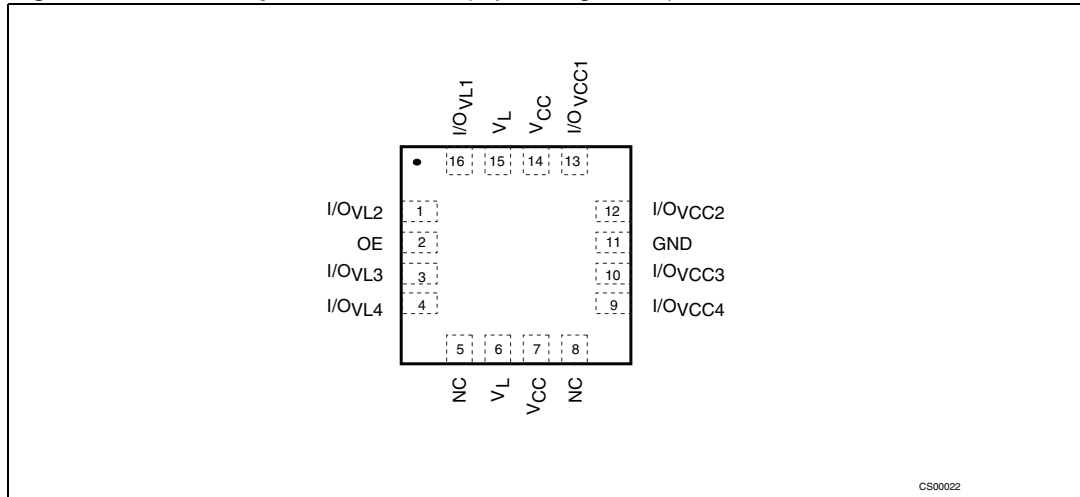 I/OVL1 VL VCC I/OVCC1
16 15 14 13
I/OVL2 1 12 I/OVCC2
OE 2 11 GND
I/OVL3 3 10 I/OVCC3
I/OVL4 4 9 I/OVCC4
5 6 7 8
NC VL VCC NC
CS00022